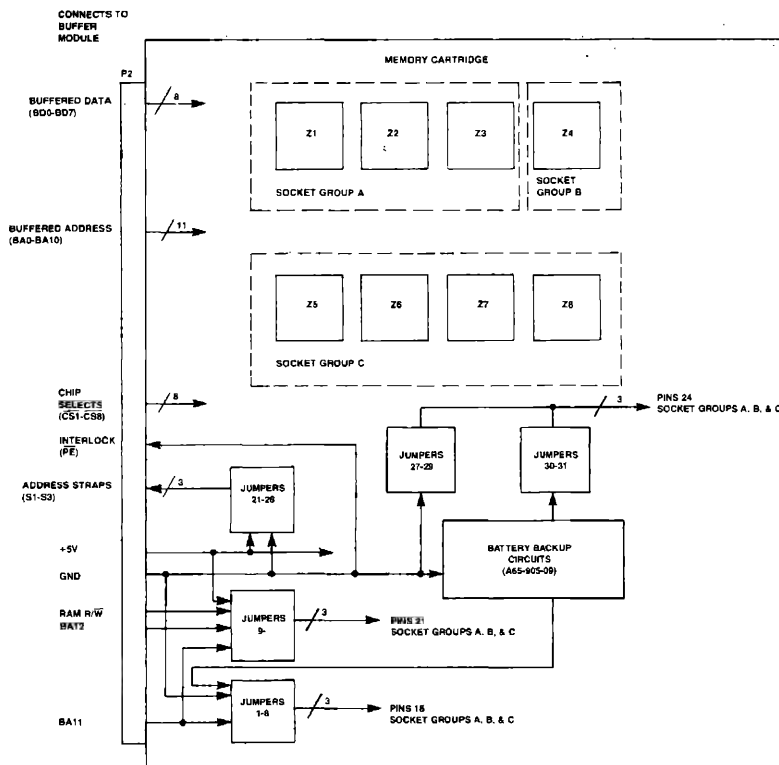 CONNECTS TO
BUFFER
MODULE
MEMORY CARTRIDGE
P2
BUFFERED DATA
(BD0-BD7)
8
Z1
Z2
Z3
Z4
SOCKET GROUP A
SOCKET
GROUP B
BUFFERED ADDRESS
(BA0-BA10)
11
Z5
Z6
Z7
Z8
SOCKET GROUP C
CHIP
SELECTS
(CS1-CS8)
8
3
PINS 24
SOCKET GROUPS A, B, & C
INTERLOCK
(PE)
JUMPERS
27-29
JUMPERS
30-31
ADDRESS STRAPS
(S1-S3)
3
JUMPERS
21-26
+5V
GND
BATTERY BACKUP
CIRCUITS
(A65-905-09)
RAM R/W
BAT2
JUMPERS
9-
3
PINS 21
SOCKET GROUPS A, B, & C
BA11
JUMPERS
1-8
3
PINS 18
SOCKET GROUPS A, B, & C